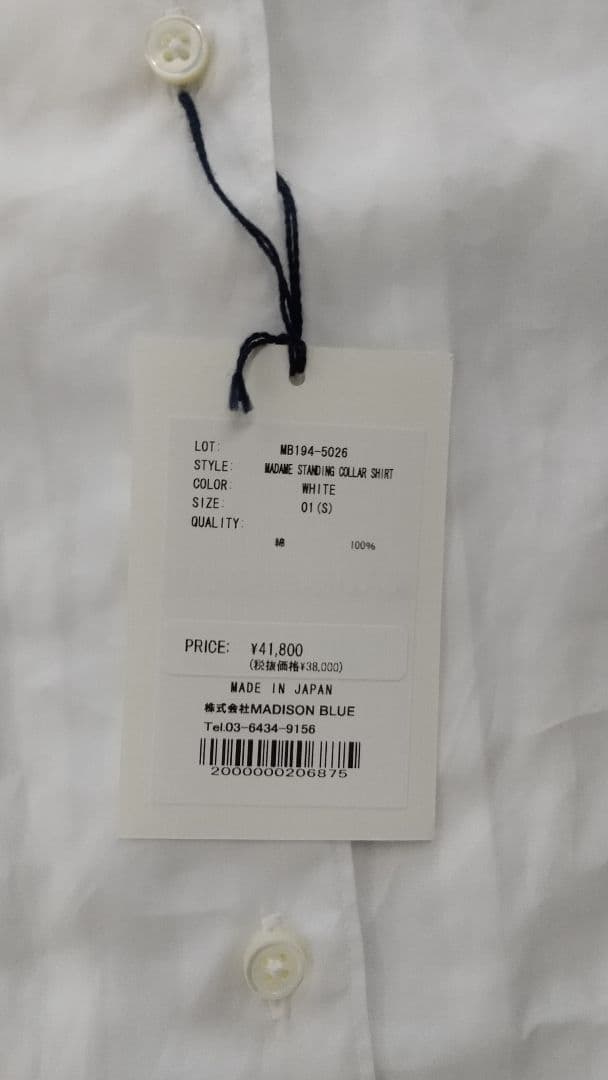 LOT: MB194-5026
STYLE: MADAME STANDING COLLAR SHIRT
COLOR: WHITE
SIZE: 01(S)
QUALITY:
綿 100%
PRICE: ¥41,800
(税抜価格¥38,000)
MADE IN JAPAN
株式会社MADISON BLUE
Tel.03-6434-9156
2000000206875